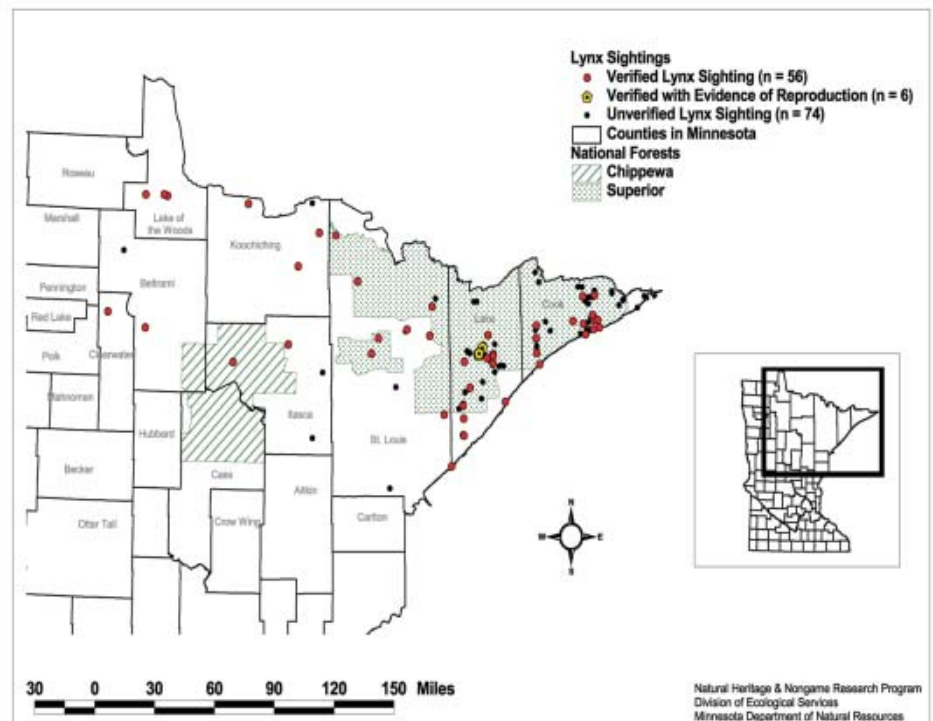 Lynx Sightings
Verified Lynx Sighting (n = 56)
Verified with Evidence of Reproduction (n = 6)
Unverified Lynx Sighting (n = 74)
Counties in Minnesota
National Forests
Chippewa
Superior
Roseau
Marshall
Lake of
the Woods
Koochiching
Beltrami
Pennington
Red Lake
Polk
Clearwater
Lake
Cook
Mahnomen
Hubbard
Itasca
St. Louis
Becker
Cass
Aitkin
Otter Tail
Crow Wing
Carlton
N
W
E
S
30 0 30 60 90 120 150 Miles
Natural Heritage & Nongame Research Program
Division of Ecological Services
Minnesota Department of Natural Resources